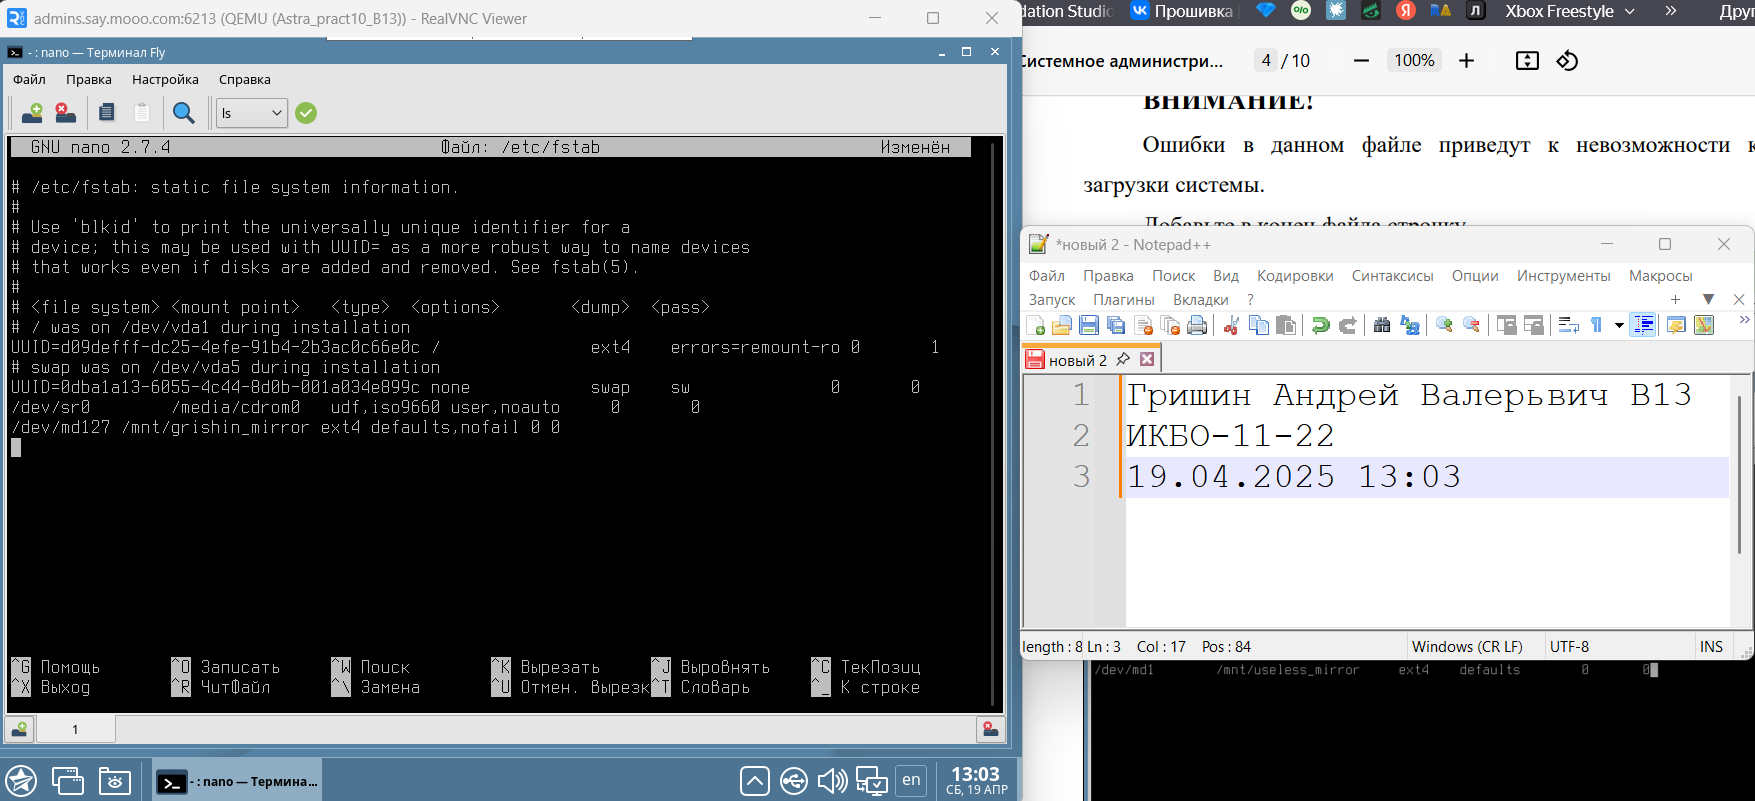 admins.say.mooo.com:6213 (QEMU (Astra_pract10_B13)) - RealVNC Viewer
- : nano — Терминал Fly
Файл Правка Настройка Справка
ls
GNU nano 2.7.4 Файл: /etc/fstab Изменён
# /etc/fstab: static file system information.
#
# Use 'blkid' to print the universally unique identifier for a
# device; this may be used with UUID= as a more robust way to name devices
# that works even if disks are added and removed. See fstab(5).
#
# <file system> <mount point> <type> <options> <dump> <pass>
# / was on /dev/vda1 during installation
UUID=d09defff-dc25-4efe-91b4-2b3ac0c66e0c / ext4 errors=remount-ro 0 1
# swap was on /dev/vda5 during installation
UUID=0dba1a13-6055-4c44-8d0b-001a034e899c none swap sw 0 0
/dev/sr0 /media/cdrom0 udf,iso9660 user,noauto 0 0
/dev/md127 /mnt/grishin_mirror ext4 defaults,nofail 0 0
^G Помощь ^O Записать ^W Поиск ^K Вырезать ^J Выровнять ^C ТекПозиц
^X Выход ^R ЧитФайл ^\ Замена ^U Отмен. Вырезк ^T Словарь ^_ К строке
1
- : nano — Термина...
en
13:03
СБ, 19 АПР
dation Studio Прошивка Xbox Freestyle » Друг
Системное администри... 4 / 10 100%
ВНИМАНИЕ!
Ошибки в данном файле приведут к невозможности к
загрузки системы.
Добавьте в конец файла строчку
*новый 2 - Notepad++
Файл Правка Поиск Вид Кодировки Синтаксисы Опции Инструменты Макросы
Запуск Плагины Вкладки ?
новый 2
1 Гришин Андрей Валерьвич В13
2 ИКБО-11-22
3 19.04.2025 13:03
length : 8 Ln : 3 Col : 17 Pos : 84 Windows (CR LF) UTF-8 INS
/dev/md1 /mnt/useless_mirror ext4 defaults 0 0